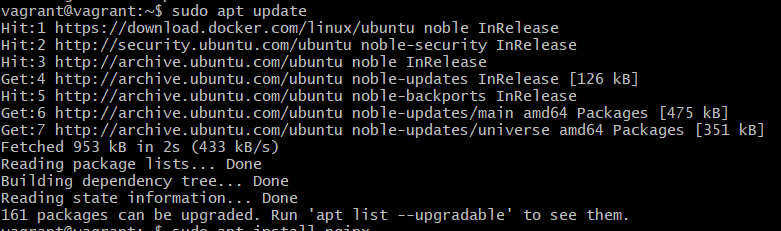 vagrant@vagrant:~$ sudo apt update
Hit:1 https://download.docker.com/linux/ubuntu noble InRelease
Hit:2 http://security.ubuntu.com/ubuntu noble-security InRelease
Hit:3 http://archive.ubuntu.com/ubuntu noble InRelease
Get:4 http://archive.ubuntu.com/ubuntu noble-updates InRelease [126 kB]
Hit:5 http://archive.ubuntu.com/ubuntu noble-backports InRelease
Get:6 http://archive.ubuntu.com/ubuntu noble-updates/main amd64 Packages [475 kB]
Get:7 http://archive.ubuntu.com/ubuntu noble-updates/universe amd64 Packages [351 kB]
Fetched 953 kB in 2s (433 kB/s)
Reading package lists... Done
Building dependency tree... Done
Reading state information... Done
161 packages can be upgraded. Run 'apt list --upgradable' to see them.
vagrant@vagrant:~$ sudo apt install nginx